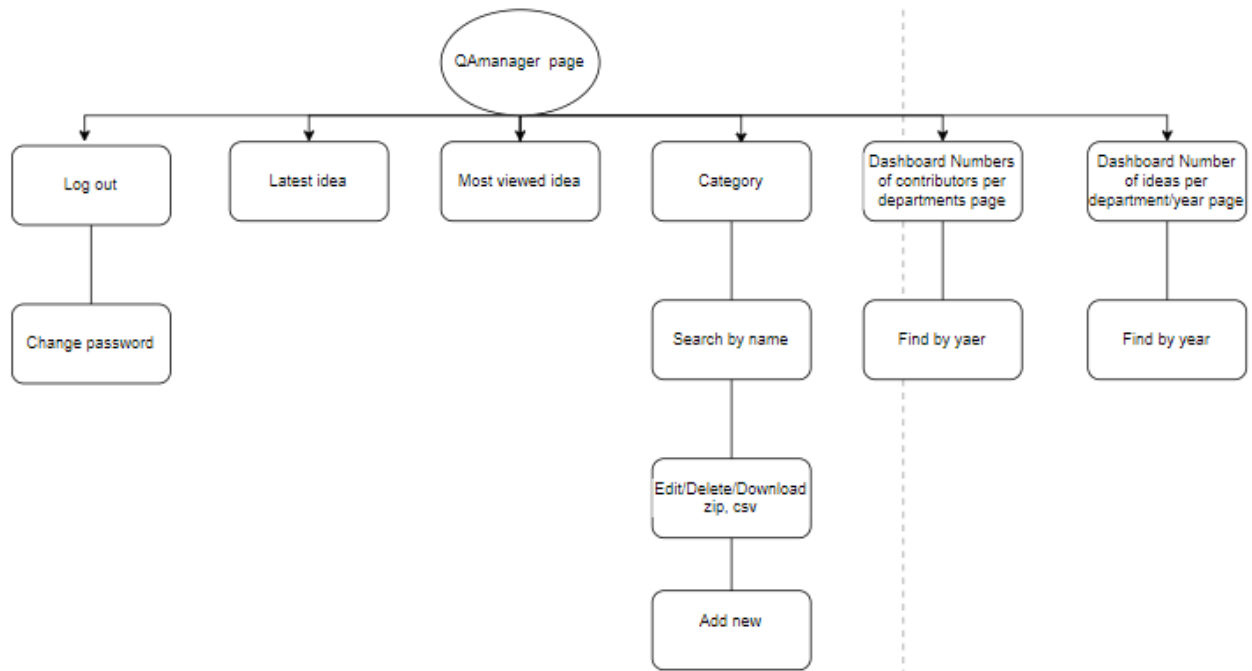 QAmanager page
Log out
Latest idea
Most viewed idea
Category
Dashboard Numbers
of contributors per
departments page
Dashboard Number
of ideas per
department/year page
Change password
Search by name
Find by yaer
Find by year
Edit/Delete/Download
zip, csv
Add new